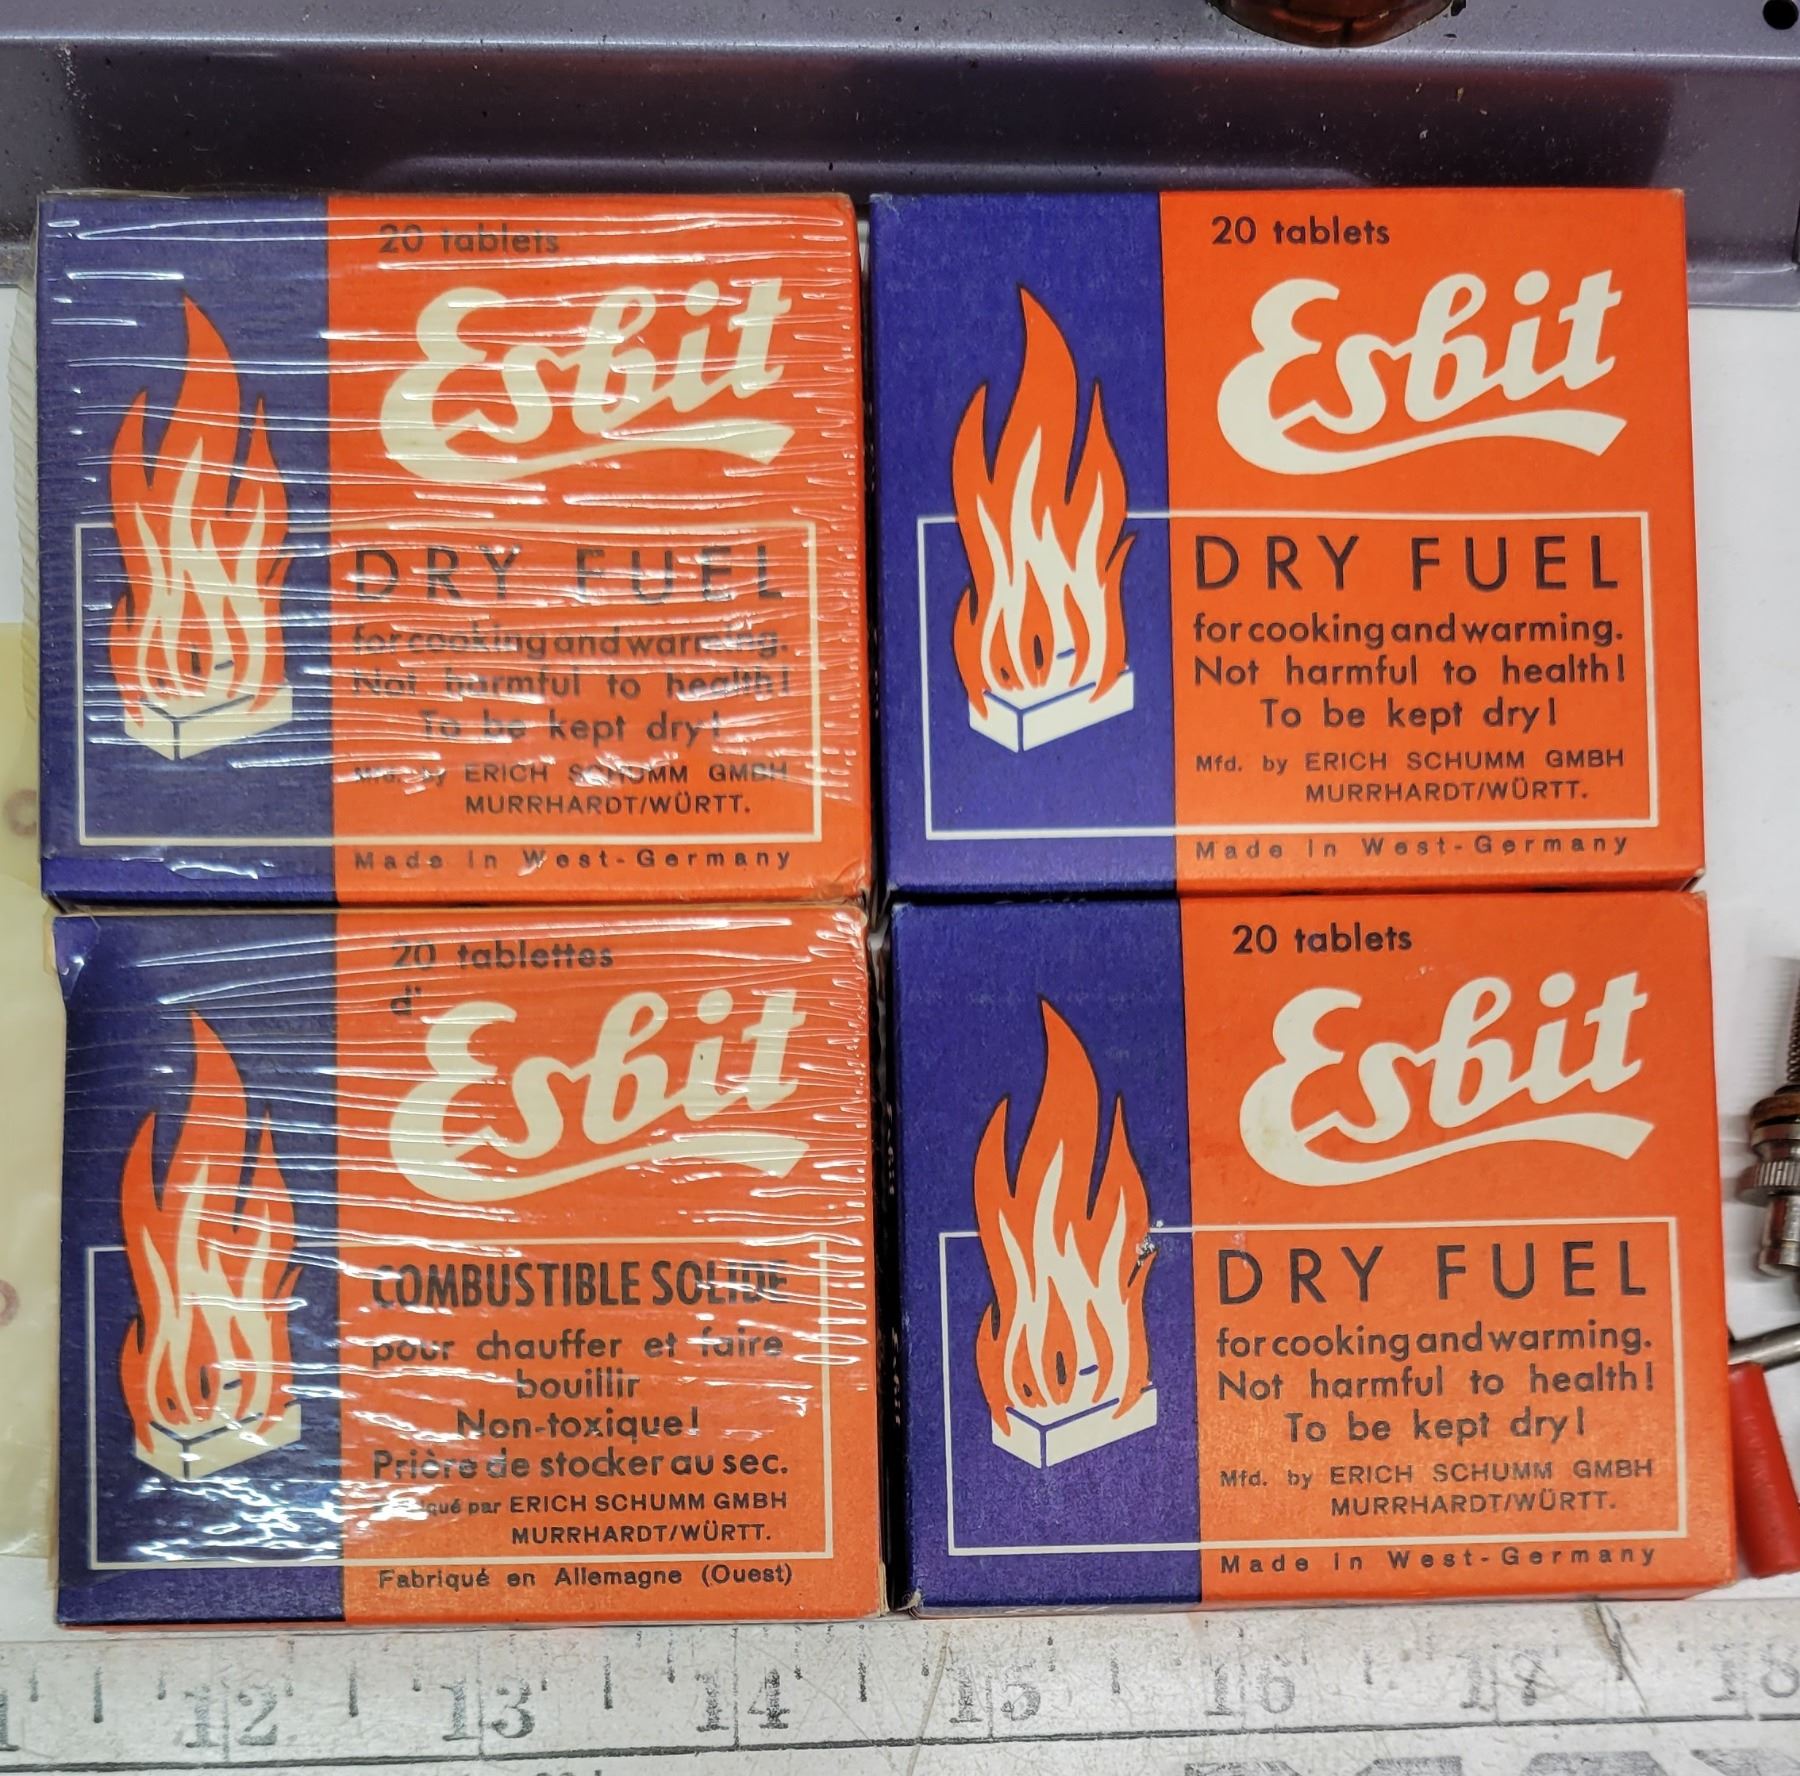 20 tablets
Esbit
DRY FUEL
for cooking and warming.
Not harmful to health!
To be kept dry!
Mfd. by ERICH SCHUMM GMBH
MURRHARDT/WÜRTT.
Made in West-Germany
20 tablets
Esbit
DRY FUEL
for cooking and warming.
Not harmful to health!
To be kept dry!
Mfd. by ERICH SCHUMM GMBH
MURRHARDT/WÜRTT.
Made in West-Germany
20 tablettes
d'
Esbit
COMBUSTIBLE SOLIDE
pour chauffer et faire
bouillir
Non-toxique!
Prière de stocker au sec.
par ERICH SCHUMM GMBH
MURRHARDT/WÜRTT.
Fabriqué en Allemagne (Ouest)
20 tablets
Esbit
DRY FUEL
for cooking and warming.
Not harmful to health!
To be kept dry!
Mfd. by ERICH SCHUMM GMBH
MURRHARDT/WÜRTT.
Made in West-Germany
12 13 14 15 16 17 18